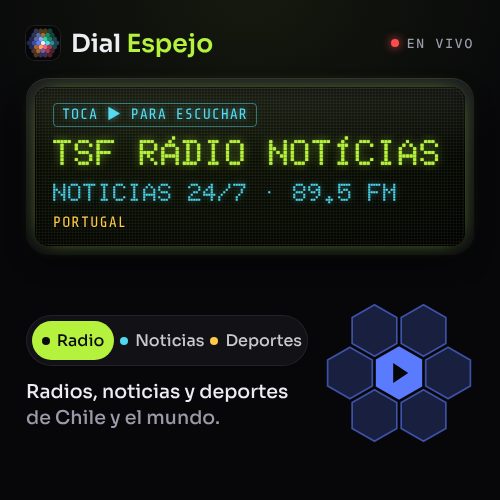 Dial Espejo
EN VIVO
TOCA ▶ PARA ESCUCHAR
TSF RÁDIO NOTÍCIAS
NOTICIAS 24/7 · 89.5 FM
PORTUGAL
Radio Noticias Deportes
Radios, noticias y deportes
de Chile y el mundo.